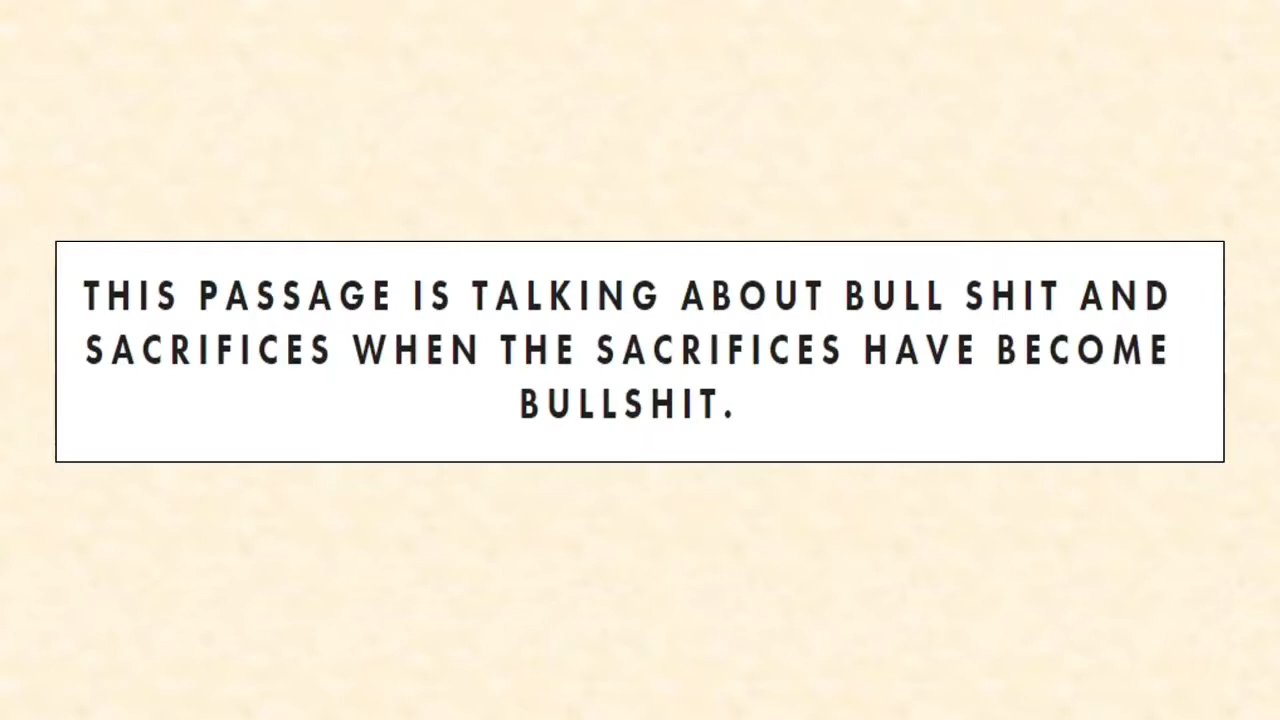 THIS PASSAGE IS TALKING ABOUT BULL SHIT AND
SACRIFICES WHEN THE SACRIFICES HAVE BECOME
BULLSHIT.